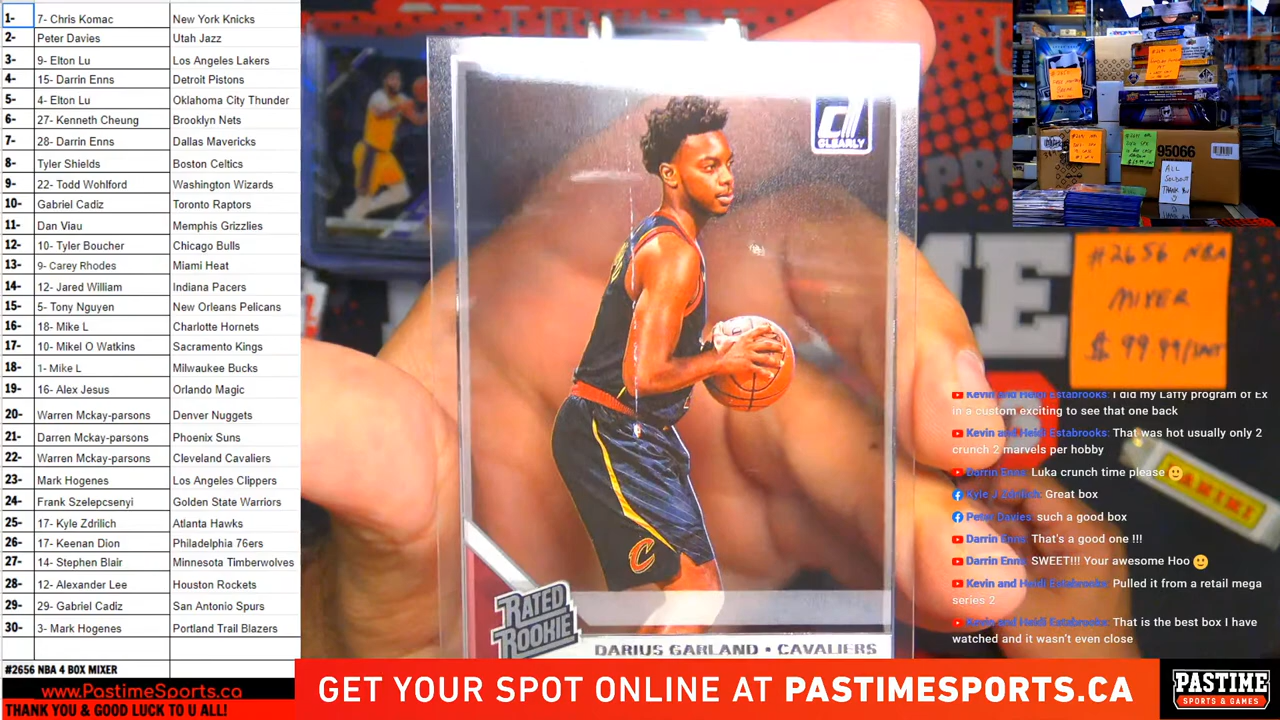 1- 7- Chris Komac New York Knicks
2- Peter Davies Utah Jazz
3- 9- Elton Lu Los Angeles Lakers
4- 15- Darrin Enns Detroit Pistons
5- 4- Elton Lu Oklahoma City Thunder
6- 27- Kenneth Cheung Brooklyn Nets
7- 28- Darrin Enns Dallas Mavericks
8- Tyler Shields Boston Celtics
9- 22- Todd Wohlford Washington Wizards
10- Gabriel Cadiz Toronto Raptors
11- Dan Viau Memphis Grizzlies
12- 10- Tyler Boucher Chicago Bulls
13- 9- Carey Rhodes Miami Heat
14- 12- Jared William Indiana Pacers
15- 5- Tony Nguyen New Orleans Pelicans
16- 18- Mike L Charlotte Hornets
17- 10- Mikel O Watkins Sacramento Kings
18- 1- Mike L Milwaukee Bucks
19- 16- Alex Jesus Orlando Magic
20- Warren Mckay-parsons Denver Nuggets
21- Darren Mckay-parsons Phoenix Suns
22- Warren Mckay-parsons Cleveland Cavaliers
23- Mark Hogenes Los Angeles Clippers
24- Frank Szelepcsenyi Golden State Warriors
25- 17- Kyle Zdrilich Atlanta Hawks
26- 17- Keenan Dion Philadelphia 76ers
27- 14- Stephen Blair Minnesota Timberwolves
28- 12- Alexander Lee Houston Rockets
29- 29- Gabriel Cadiz San Antonio Spurs
30- 3- Mark Hogenes Portland Trail Blazers
#2656 NBA 4 BOX MIXER
www.PastimeSports.ca
THANK YOU & GOOD LUCK TO U ALL!
CLEARLY
C
RATED
ROOKIE
DARIUS GARLAND • CAVALIERS
95066
ALL
SOLDOUT
THANK YOU
#2656 NBA
MIXER
$99.99/UNIT
Kevin and Heidi Estabrooks: I did my Laffy program of Ex
in a custom exciting to see that one back
Kevin and Heidi Estabrooks: That was hot usually only 2
crunch 2 marvels per hobby
Darrin Enns: Luka crunch time please 🙂
Kyle J Zdrilich: Great box
Peter Davies: such a good box
Darrin Enns: That's a good one !!!
Darrin Enns: SWEET!!! Your awesome Hoo 🙂
Kevin and Heidi Estabrooks: Pulled it from a retail mega
series 2
Kevin and Heidi Estabrooks: That is the best box I have
watched and it wasn't even close
GET YOUR SPOT ONLINE AT PASTIMESPORTS.CA
PASTIME
SPORTS & GAMES